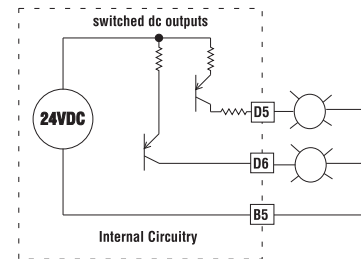 switched dc outputs
24VDC
D5
D6
B5
Internal Circuitry